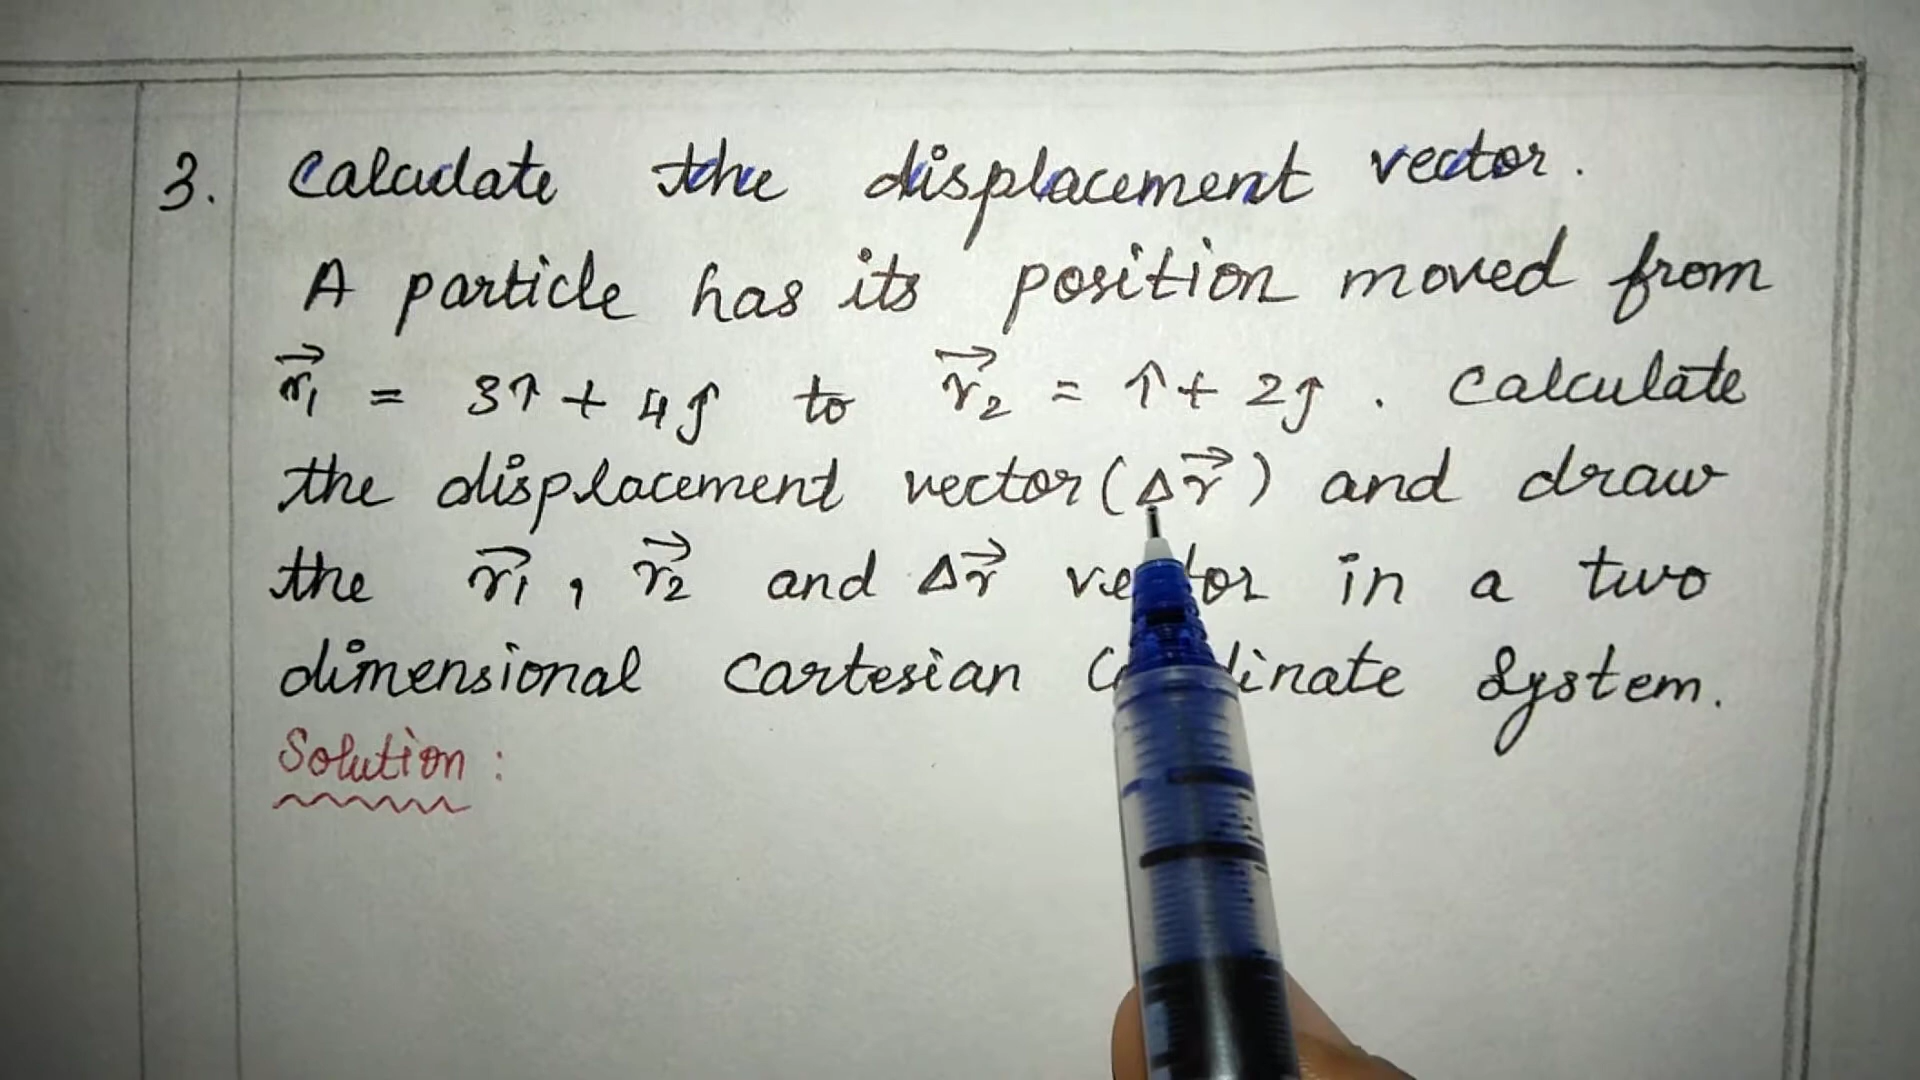 3. Calculate the displacement vector.
A particle has its position moved from
r⃗₁ = 3î + 4ĵ to r⃗₂ = î + 2ĵ. Calculate
the displacement vector (Δr⃗) and draw
the r⃗₁, r⃗₂ and Δr⃗ in a two
dimensional cartesian system.
Solution: